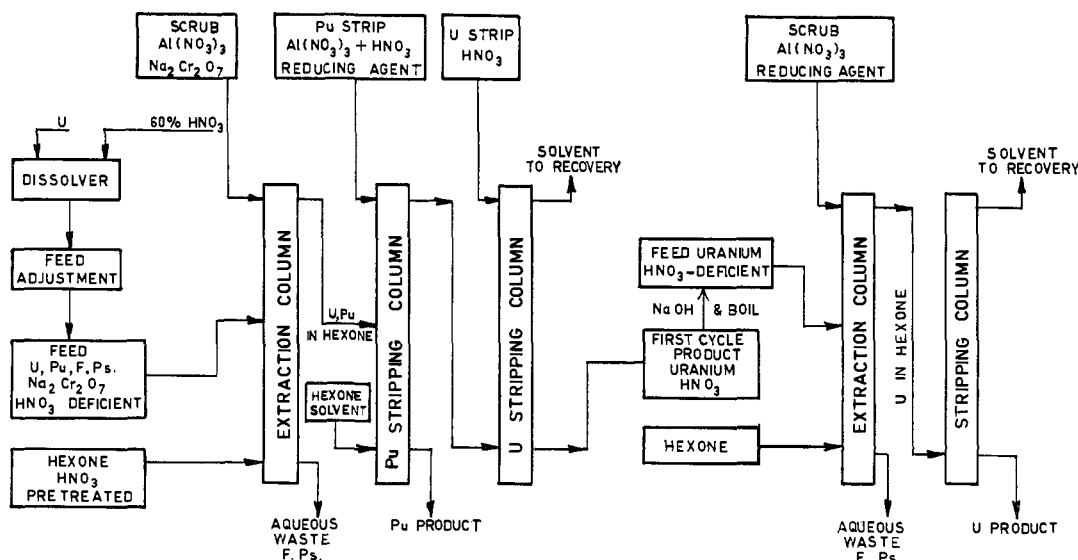 SCRUB
Al(NO3)3
Na2Cr2O7
Pu STRIP
Al(NO3)3 + HNO3
REDUCING AGENT
U STRIP
HNO3
SCRUB
Al(NO3)3
REDUCING AGENT
U
60% HNO3
DISSOLVER
FEED
ADJUSTMENT
FEED
U, Pu, F.Ps.
Na2Cr2O7
HNO3 DEFICIENT
HEXONE
HNO3
PRETREATED
EXTRACTION COLUMN
AQUEOUS
WASTE
F. Ps.
U,Pu
IN HEXONE
HEXONE
SOLVENT
Pu STRIPPING COLUMN
Pu PRODUCT
U STRIPPING COLUMN
SOLVENT
TO RECOVERY
FEED URANIUM
HNO3-DEFICIENT
NaOH & BOIL
FIRST CYCLE
PRODUCT
URANIUM
HNO3
HEXONE
EXTRACTION COLUMN
AQUEOUS
WASTE
F. Ps.
U IN HEXONE
STRIPPING COLUMN
SOLVENT
TO RECOVERY
U PRODUCT